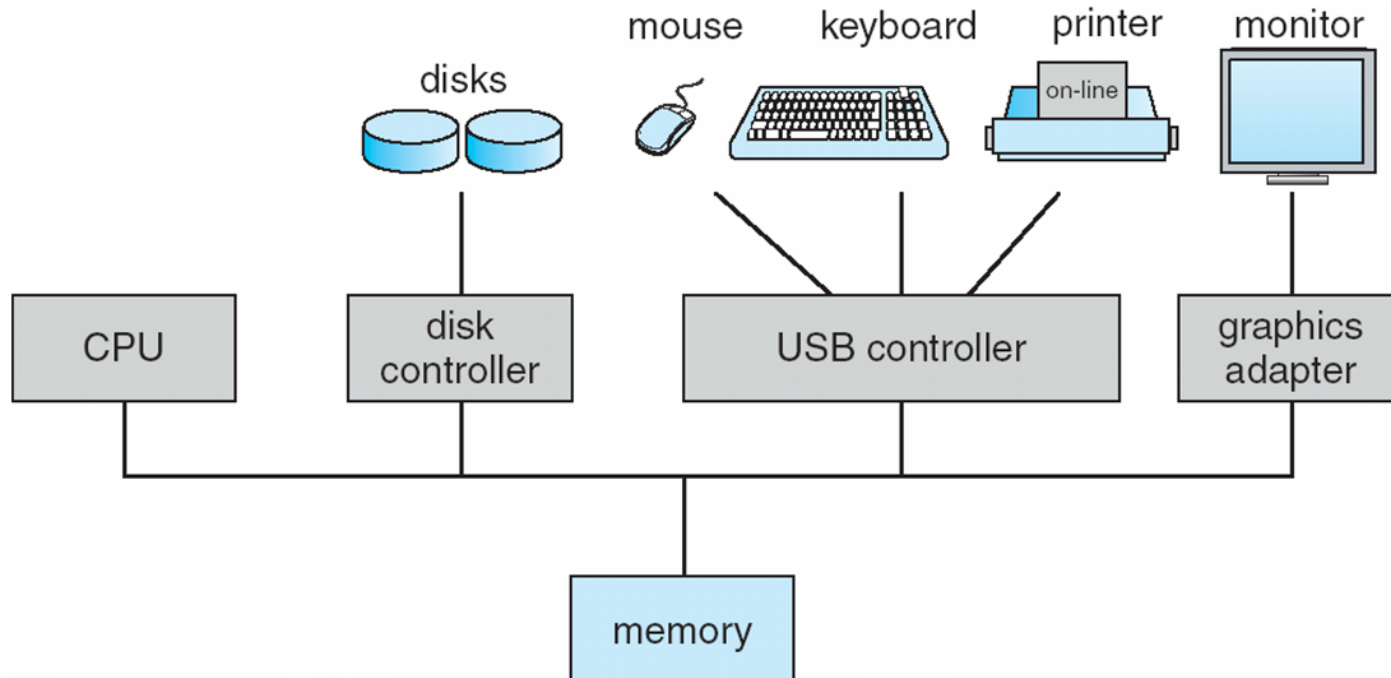 mouse
keyboard
printer
monitor
disks
on-line
CPU
disk
controller
USB controller
graphics
adapter
memory